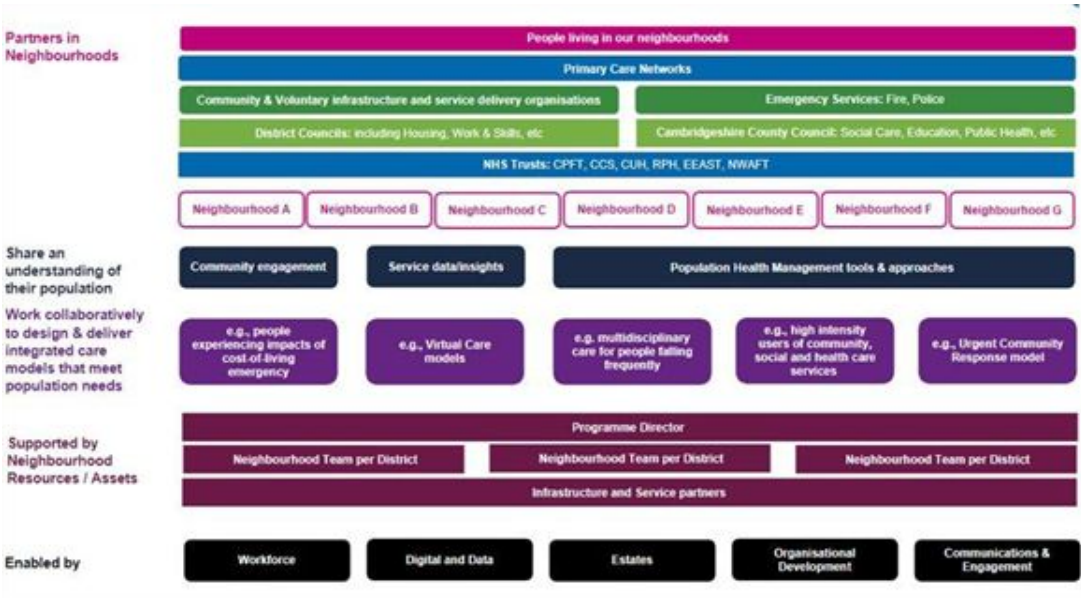 Partners in
Neighbourhoods
People living in our neighbourhoods
Primary Care Networks
Community & Voluntary infrastructure and service delivery organisations
Emergency Services: Fire, Police
District Councils: including Housing, Work & Skills, etc
Cambridgeshire County Council: Social Care, Education, Public Health, etc
NHS Trusts: CPFT, CCS, CUH, RPH, EEAST, NWAFT
Neighbourhood A
Neighbourhood B
Neighbourhood C
Neighbourhood D
Neighbourhood E
Neighbourhood F
Neighbourhood G
Share an
understanding of
their population
Community engagement
Service data/insights
Population Health Management tools & approaches
Work collaboratively
to design & deliver
integrated care
models that meet
population needs
e.g., people
experiencing impacts of
cost-of-living
emergency
e.g., Virtual Care
models
e.g. multidisciplinary
care for people falling
frequently
e.g., high intensity
users of community,
social and health care
services
e.g., Urgent Community
Response model
Supported by
Neighbourhood
Resources / Assets
Programme Director
Neighbourhood Team per District
Neighbourhood Team per District
Neighbourhood Team per District
Infrastructure and Service partners
Enabled by
Workforce
Digital and Data
Estates
Organisational
Development
Communications &
Engagement